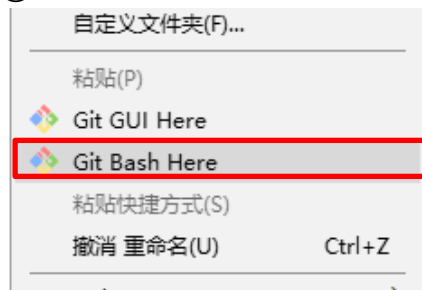 自定义文件夹(F)...
粘贴(P)
Git GUI Here
Git Bash Here
粘贴快捷方式(S)
撤消 重命名(U) Ctrl+Z